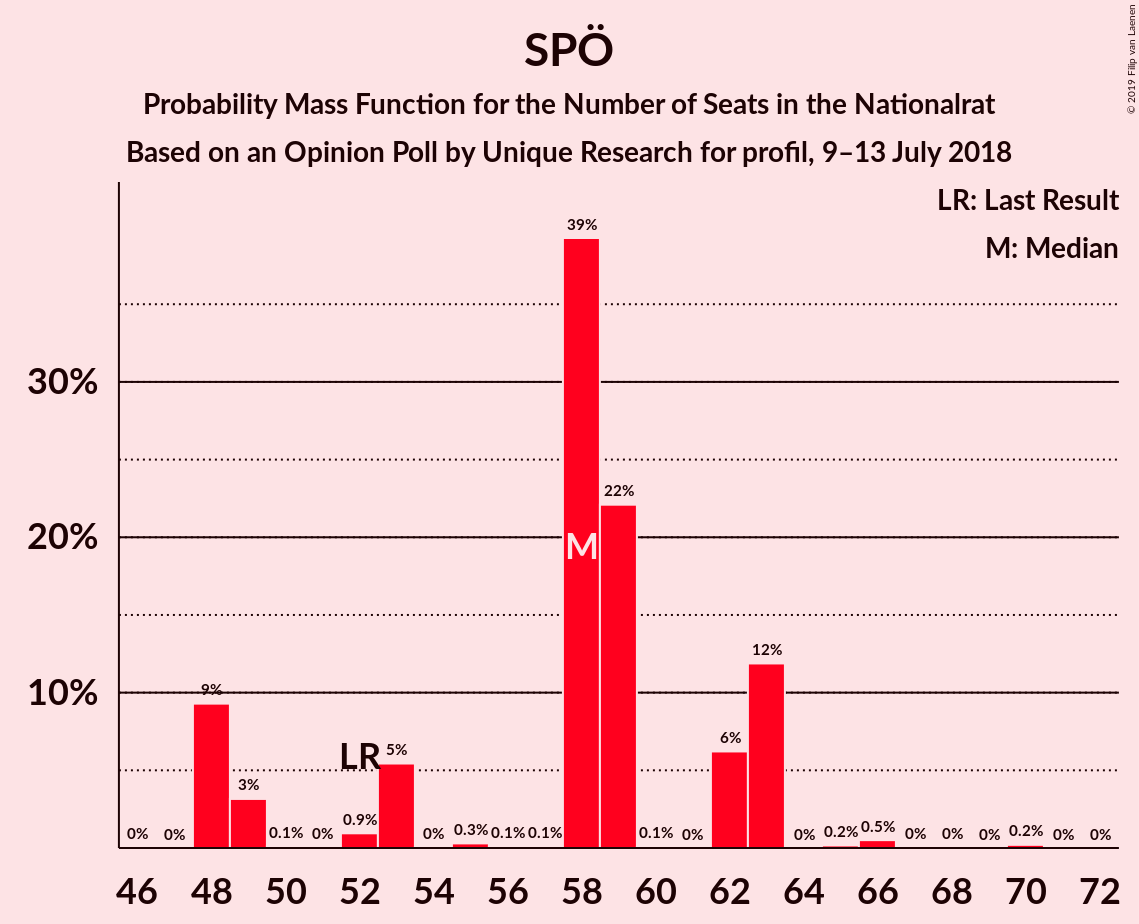 SPÖ
Probability Mass Function for the Number of Seats in the Nationalrat
Based on an Opinion Poll by Unique Research for profil, 9–13 July 2018
© 2019 Filip van Laenen
LR: Last Result
M: Median
39%
30%
22%
20%
M
12%
10%
9%
6%
LR
5%
3%
0% 0% 0.1% 0% 0.9% 0% 0.3% 0.1% 0.1% 0.1% 0% 0% 0.2% 0.5% 0% 0% 0% 0.2% 0% 0%
46 48 50 52 54 56 58 60 62 64 66 68 70 72